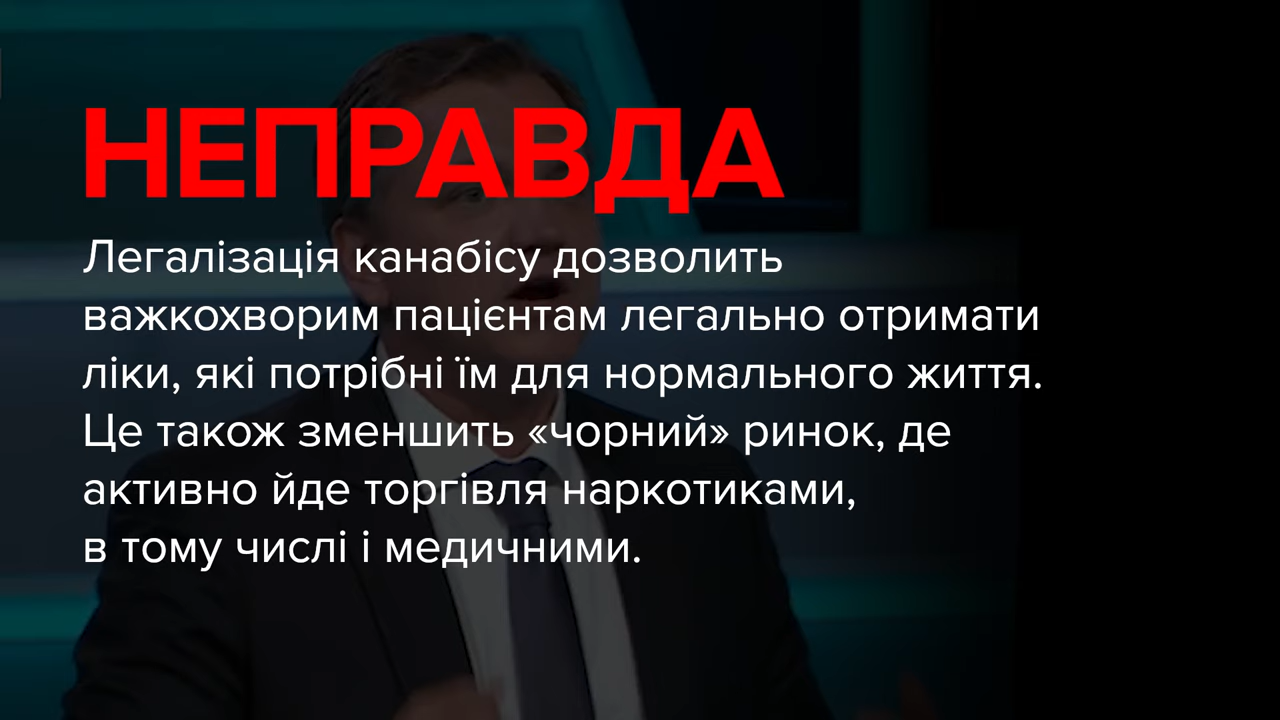 НЕПРАВДА
Легалізація канабісу дозволить
важкохворим пацієнтам легально отримати
ліки, які потрібні їм для нормального життя.
Це також зменшить «чорний» ринок, де
активно йде торгівля наркотиками,
в тому числі і медичними.